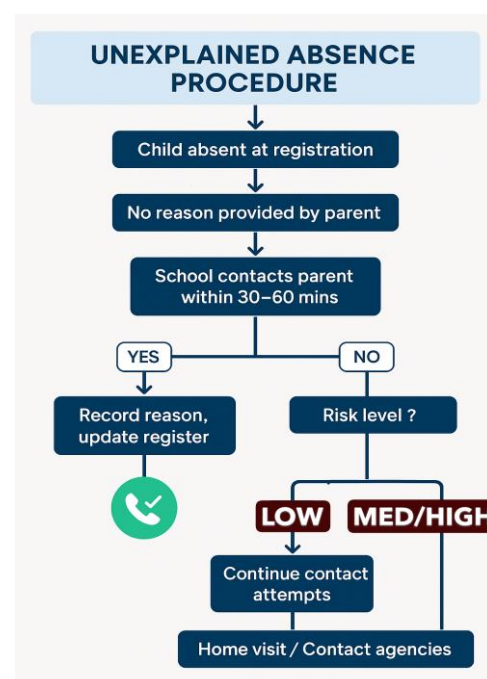 UNEXPLAINED ABSENCE
PROCEDURE
Child absent at registration
No reason provided by parent
School contacts parent
within 30–60 mins
YES
NO
Record reason,
update register
Risk level ?
LOW
MED/HIGH
Continue contact
attempts
Home visit / Contact agencies